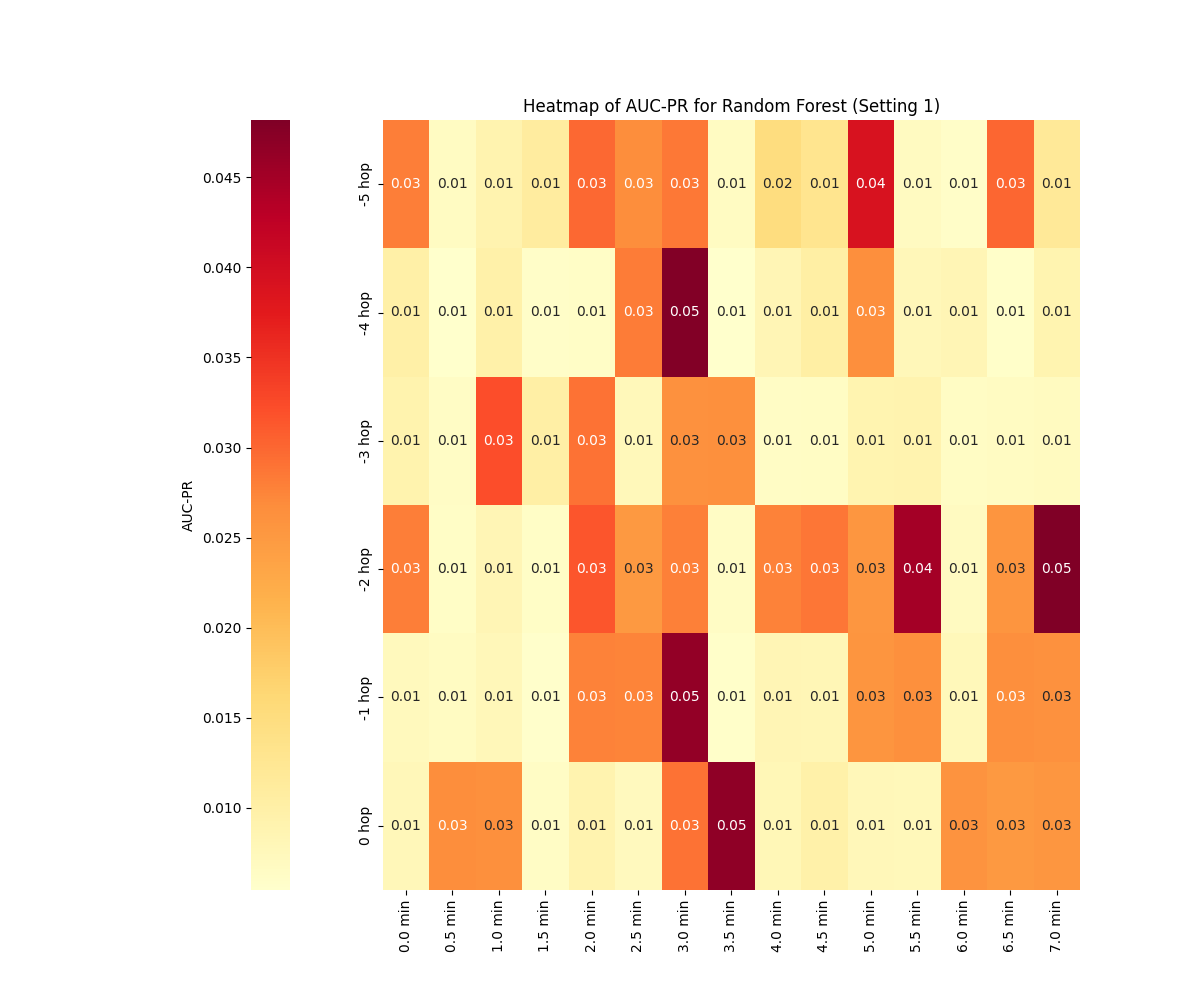 Heatmap of AUC-PR for Random Forest (Setting 1)
AUC-PR
0.045
0.040
0.035
0.030
0.025
0.020
0.015
0.010
-5 hop
0.03 0.01 0.01 0.01 0.03 0.03 0.03 0.01 0.02 0.01 0.04 0.01 0.01 0.03 0.01
-4 hop
0.01 0.01 0.01 0.01 0.01 0.03 0.05 0.01 0.01 0.01 0.03 0.01 0.01 0.01 0.01
-3 hop
0.01 0.01 0.03 0.01 0.03 0.01 0.03 0.03 0.01 0.01 0.01 0.01 0.01 0.01 0.01
-2 hop
0.03 0.01 0.01 0.01 0.03 0.03 0.03 0.01 0.03 0.03 0.03 0.04 0.01 0.03 0.05
-1 hop
0.01 0.01 0.01 0.01 0.03 0.03 0.05 0.01 0.01 0.01 0.03 0.03 0.01 0.03 0.03
0 hop
0.01 0.03 0.03 0.01 0.01 0.01 0.03 0.05 0.01 0.01 0.01 0.01 0.03 0.03 0.03
0.0 min
0.5 min
1.0 min
1.5 min
2.0 min
2.5 min
3.0 min
3.5 min
4.0 min
4.5 min
5.0 min
5.5 min
6.0 min
6.5 min
7.0 min